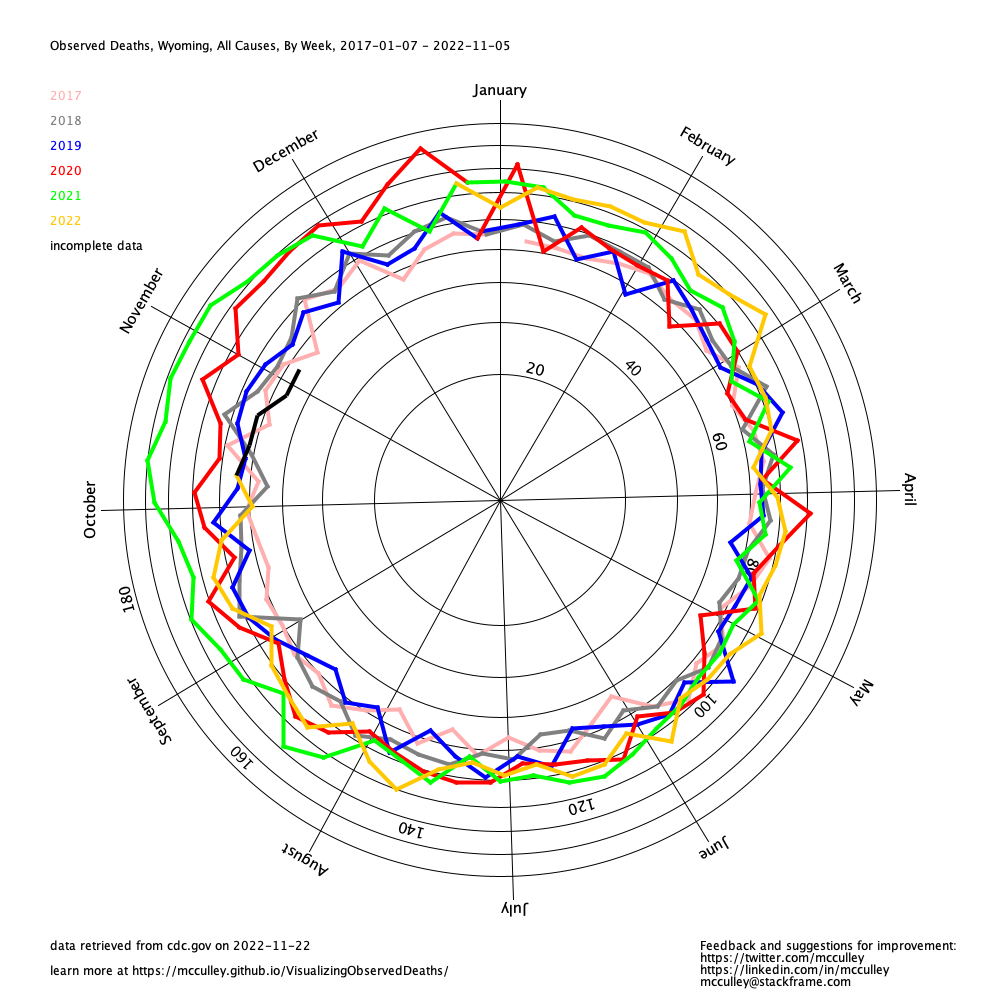 Observed Deaths, Wyoming, All Causes, By Week, 2017-01-07 - 2022-11-05
2017
2018
2019
2020
2021
2022
incomplete data
January
February
March
April
May
June
July
August
September
October
November
December
20
40
60
80
100
120
140
160
180
data retrieved from cdc.gov on 2022-11-22
learn more at https://mcculley.github.io/VisualizingObservedDeaths/
Feedback and suggestions for improvement:
https://twitter.com/mcculley
https://linkedin.com/in/mcculley
mcculley@stackframe.com